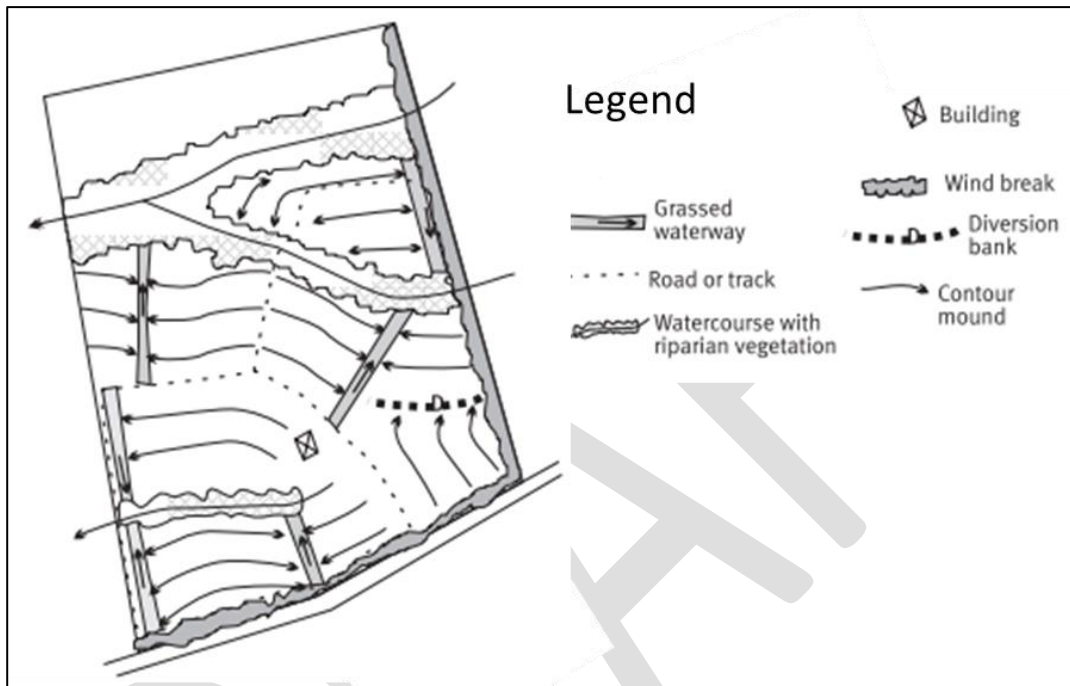 Legend
Building
Grassed
waterway
Wind break
D
Diversion
bank
Road or track
Contour
mound
Watercourse with
riparian vegetation
D